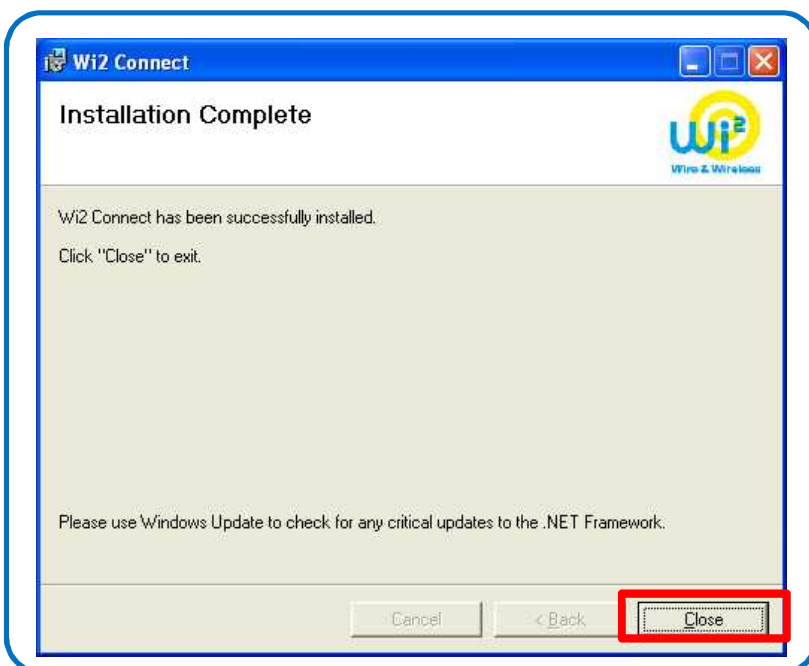 Wi2 Connect
Installation Complete
Wi2
Wire & Wireless
Wi2 Connect has been successfully installed.
Click "Close" to exit.
Please use Windows Update to check for any critical updates to the .NET Framework.
Cancel < Back Close